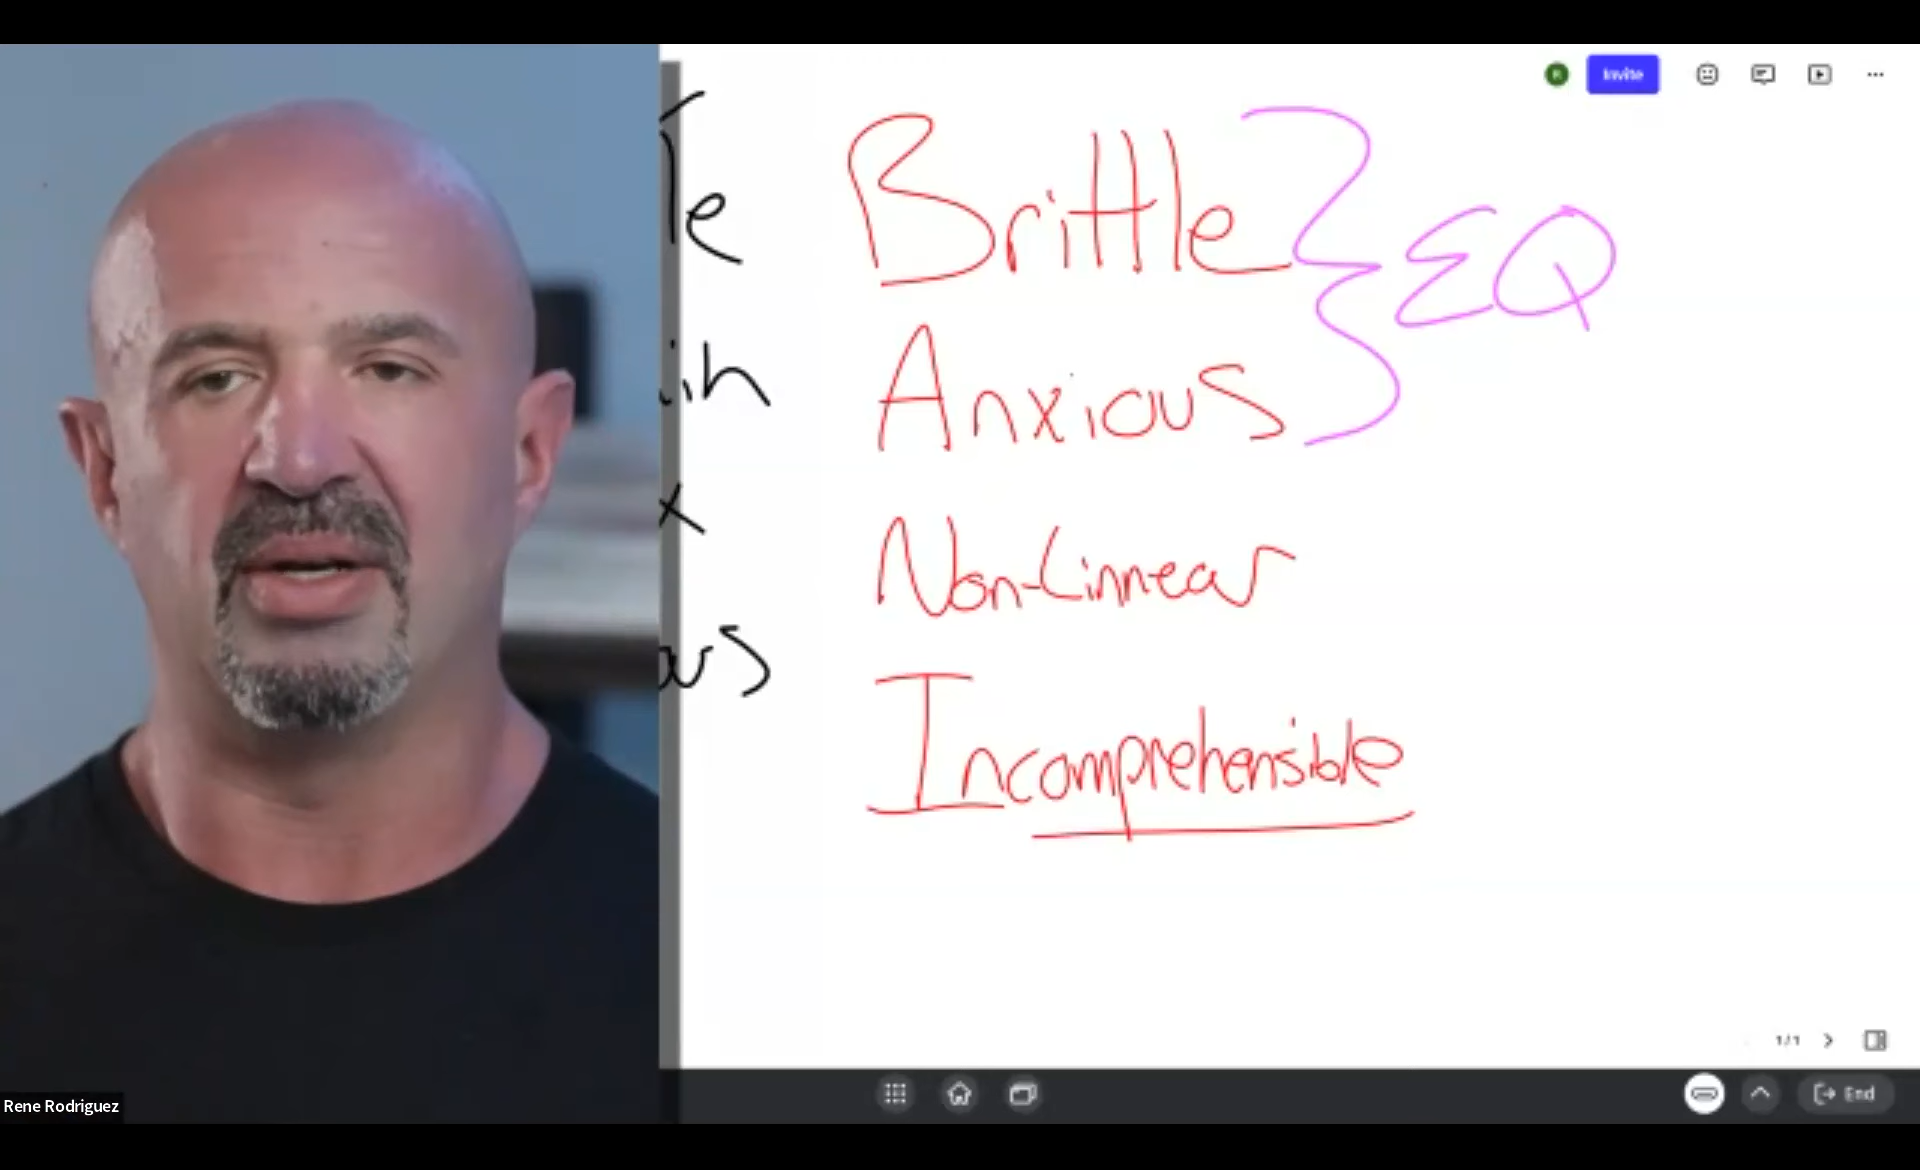 Invite
Brittle
EQ
Anxious
Non-Linnear
Incomprehensible
1/1
End
Rene Rodriguez